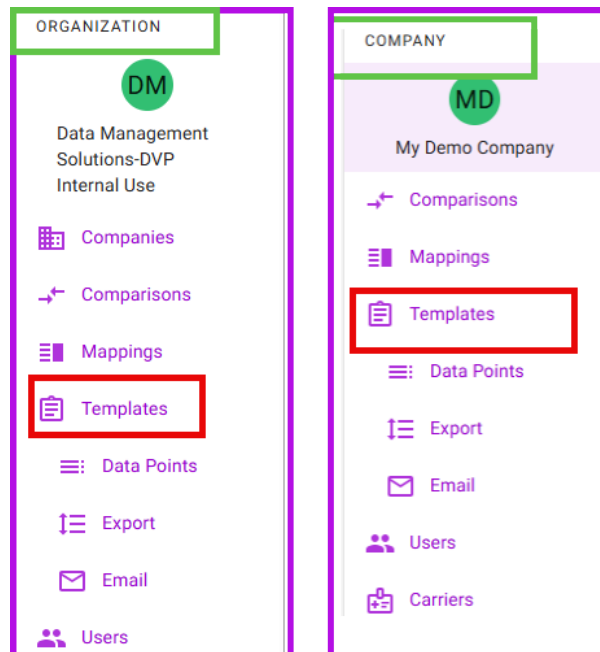 ORGANIZATION
DM
Data Management
Solutions-DVP
Internal Use
Companies
Comparisons
Mappings
Templates
Data Points
Export
Email
Users
COMPANY
MD
My Demo Company
Comparisons
Mappings
Templates
Data Points
Export
Email
Users
Carriers